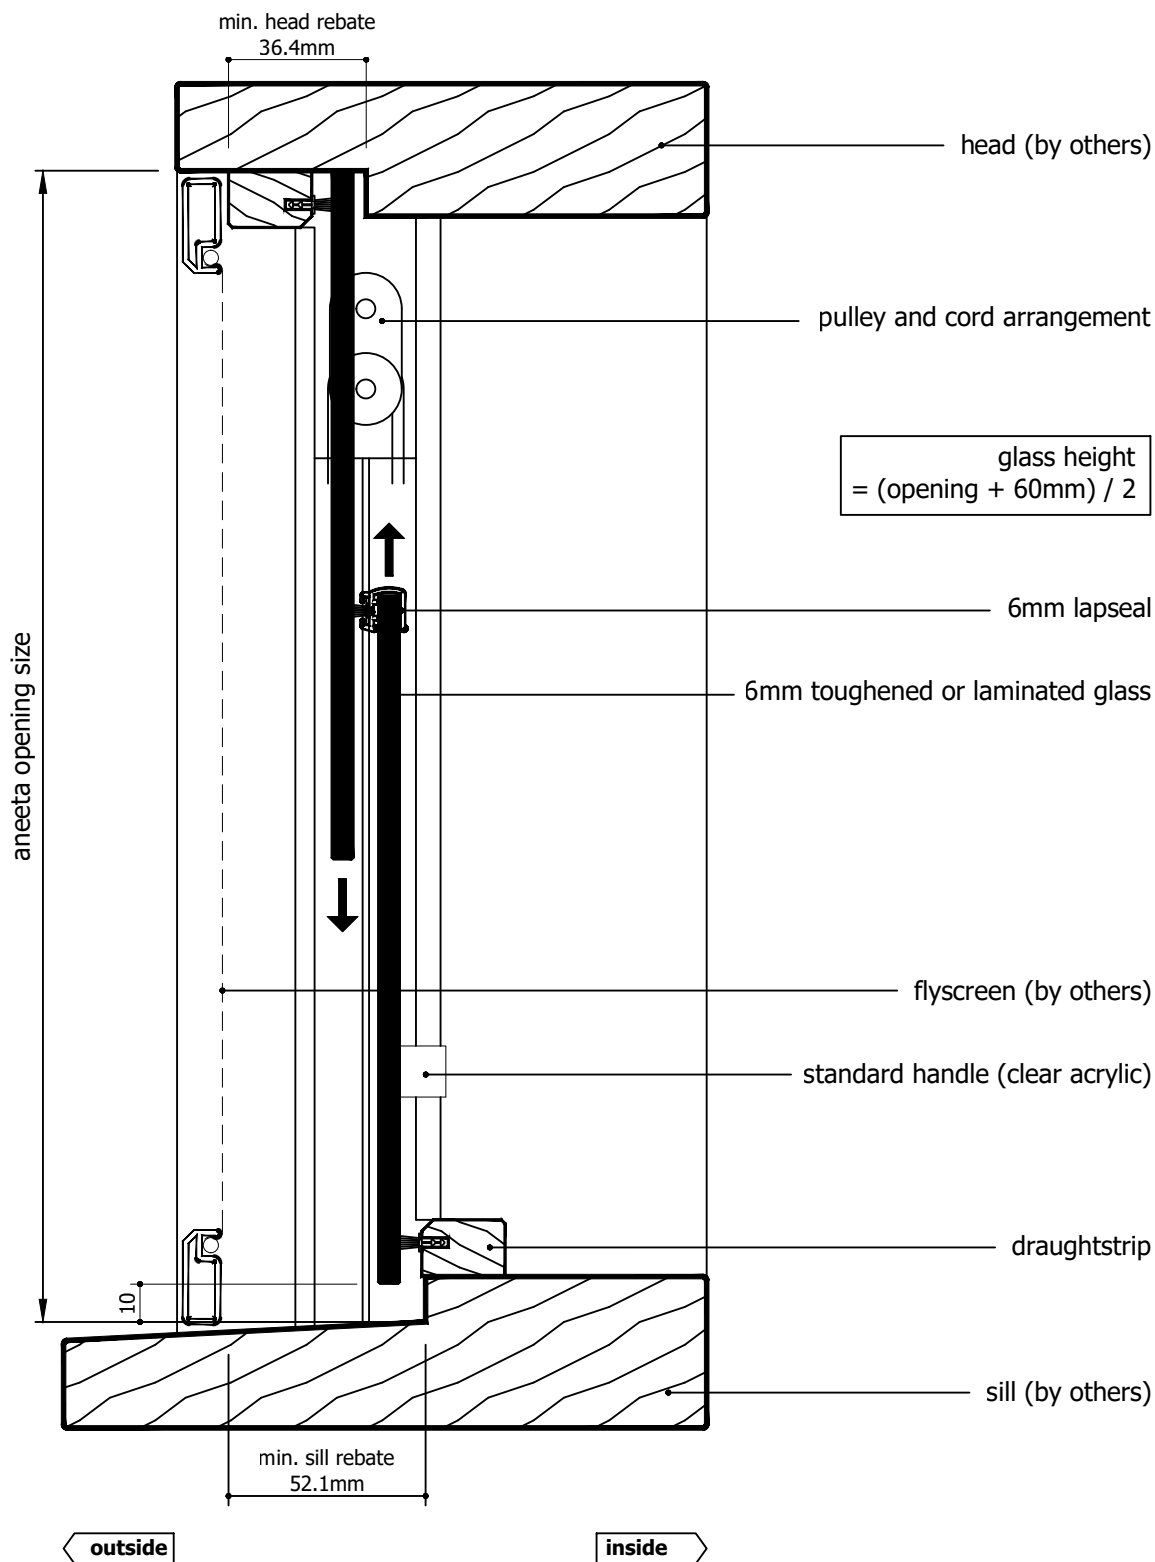 min. head rebate
36.4mm
head (by others)
pulley and cord arrangement
glass height
= (opening + 60mm) / 2
6mm lapseal
aneeta opening size
6mm toughened or laminated glass
flyscreen (by others)
standard handle (clear acrylic)
draughtstrip
10
sill (by others)
min. sill rebate
52.1mm
outside
inside